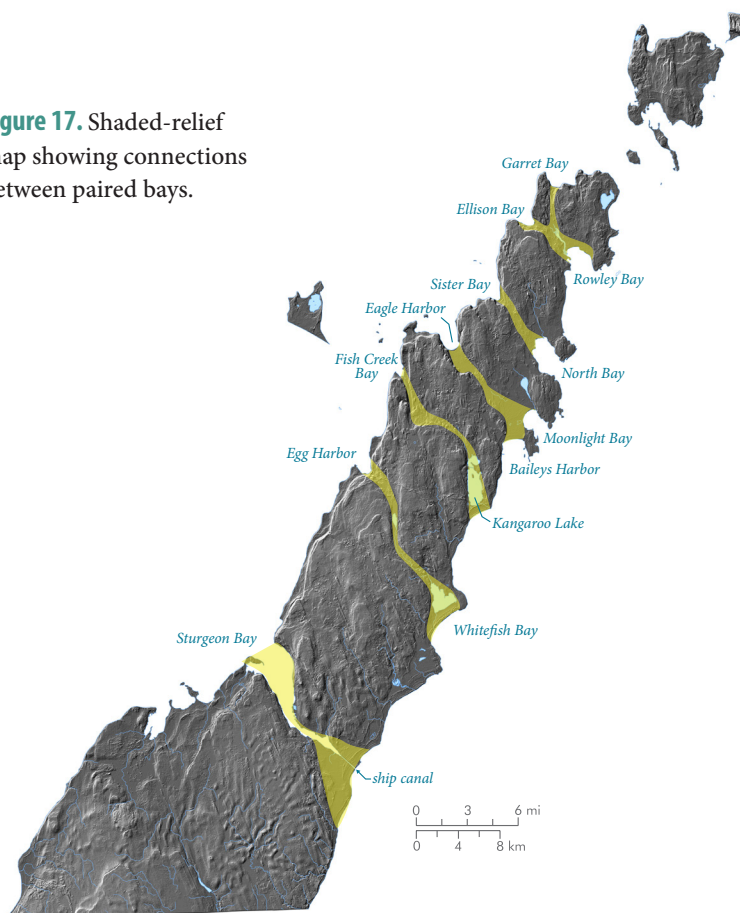 gure 17. Shaded-relief
ap showing connections
etween paired bays.
Garret Bay
Ellison Bay
Rowley Bay
Sister Bay
Eagle Harbor
Fish Creek
Bay
North Bay
Moonlight Bay
Egg Harbor
Baileys Harbor
Kangaroo Lake
Whitefish Bay
Sturgeon Bay
ship canal
0 3 6 mi
0 4 8 km